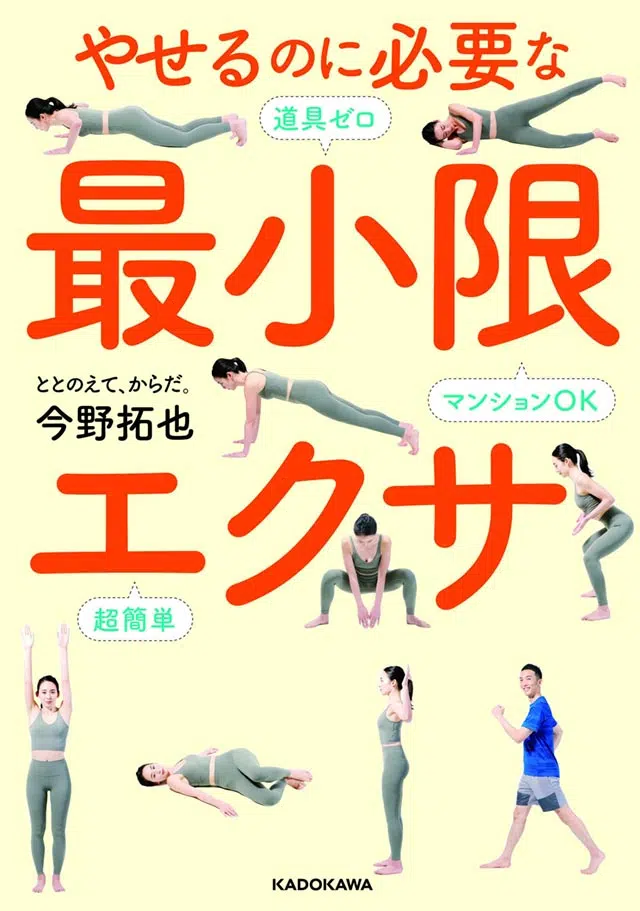 やせるのに必要な
道具ゼロ
最小限
ととのえて、からだ。
今野拓也
マンションOK
エクサ
超簡単
KADOKAWA